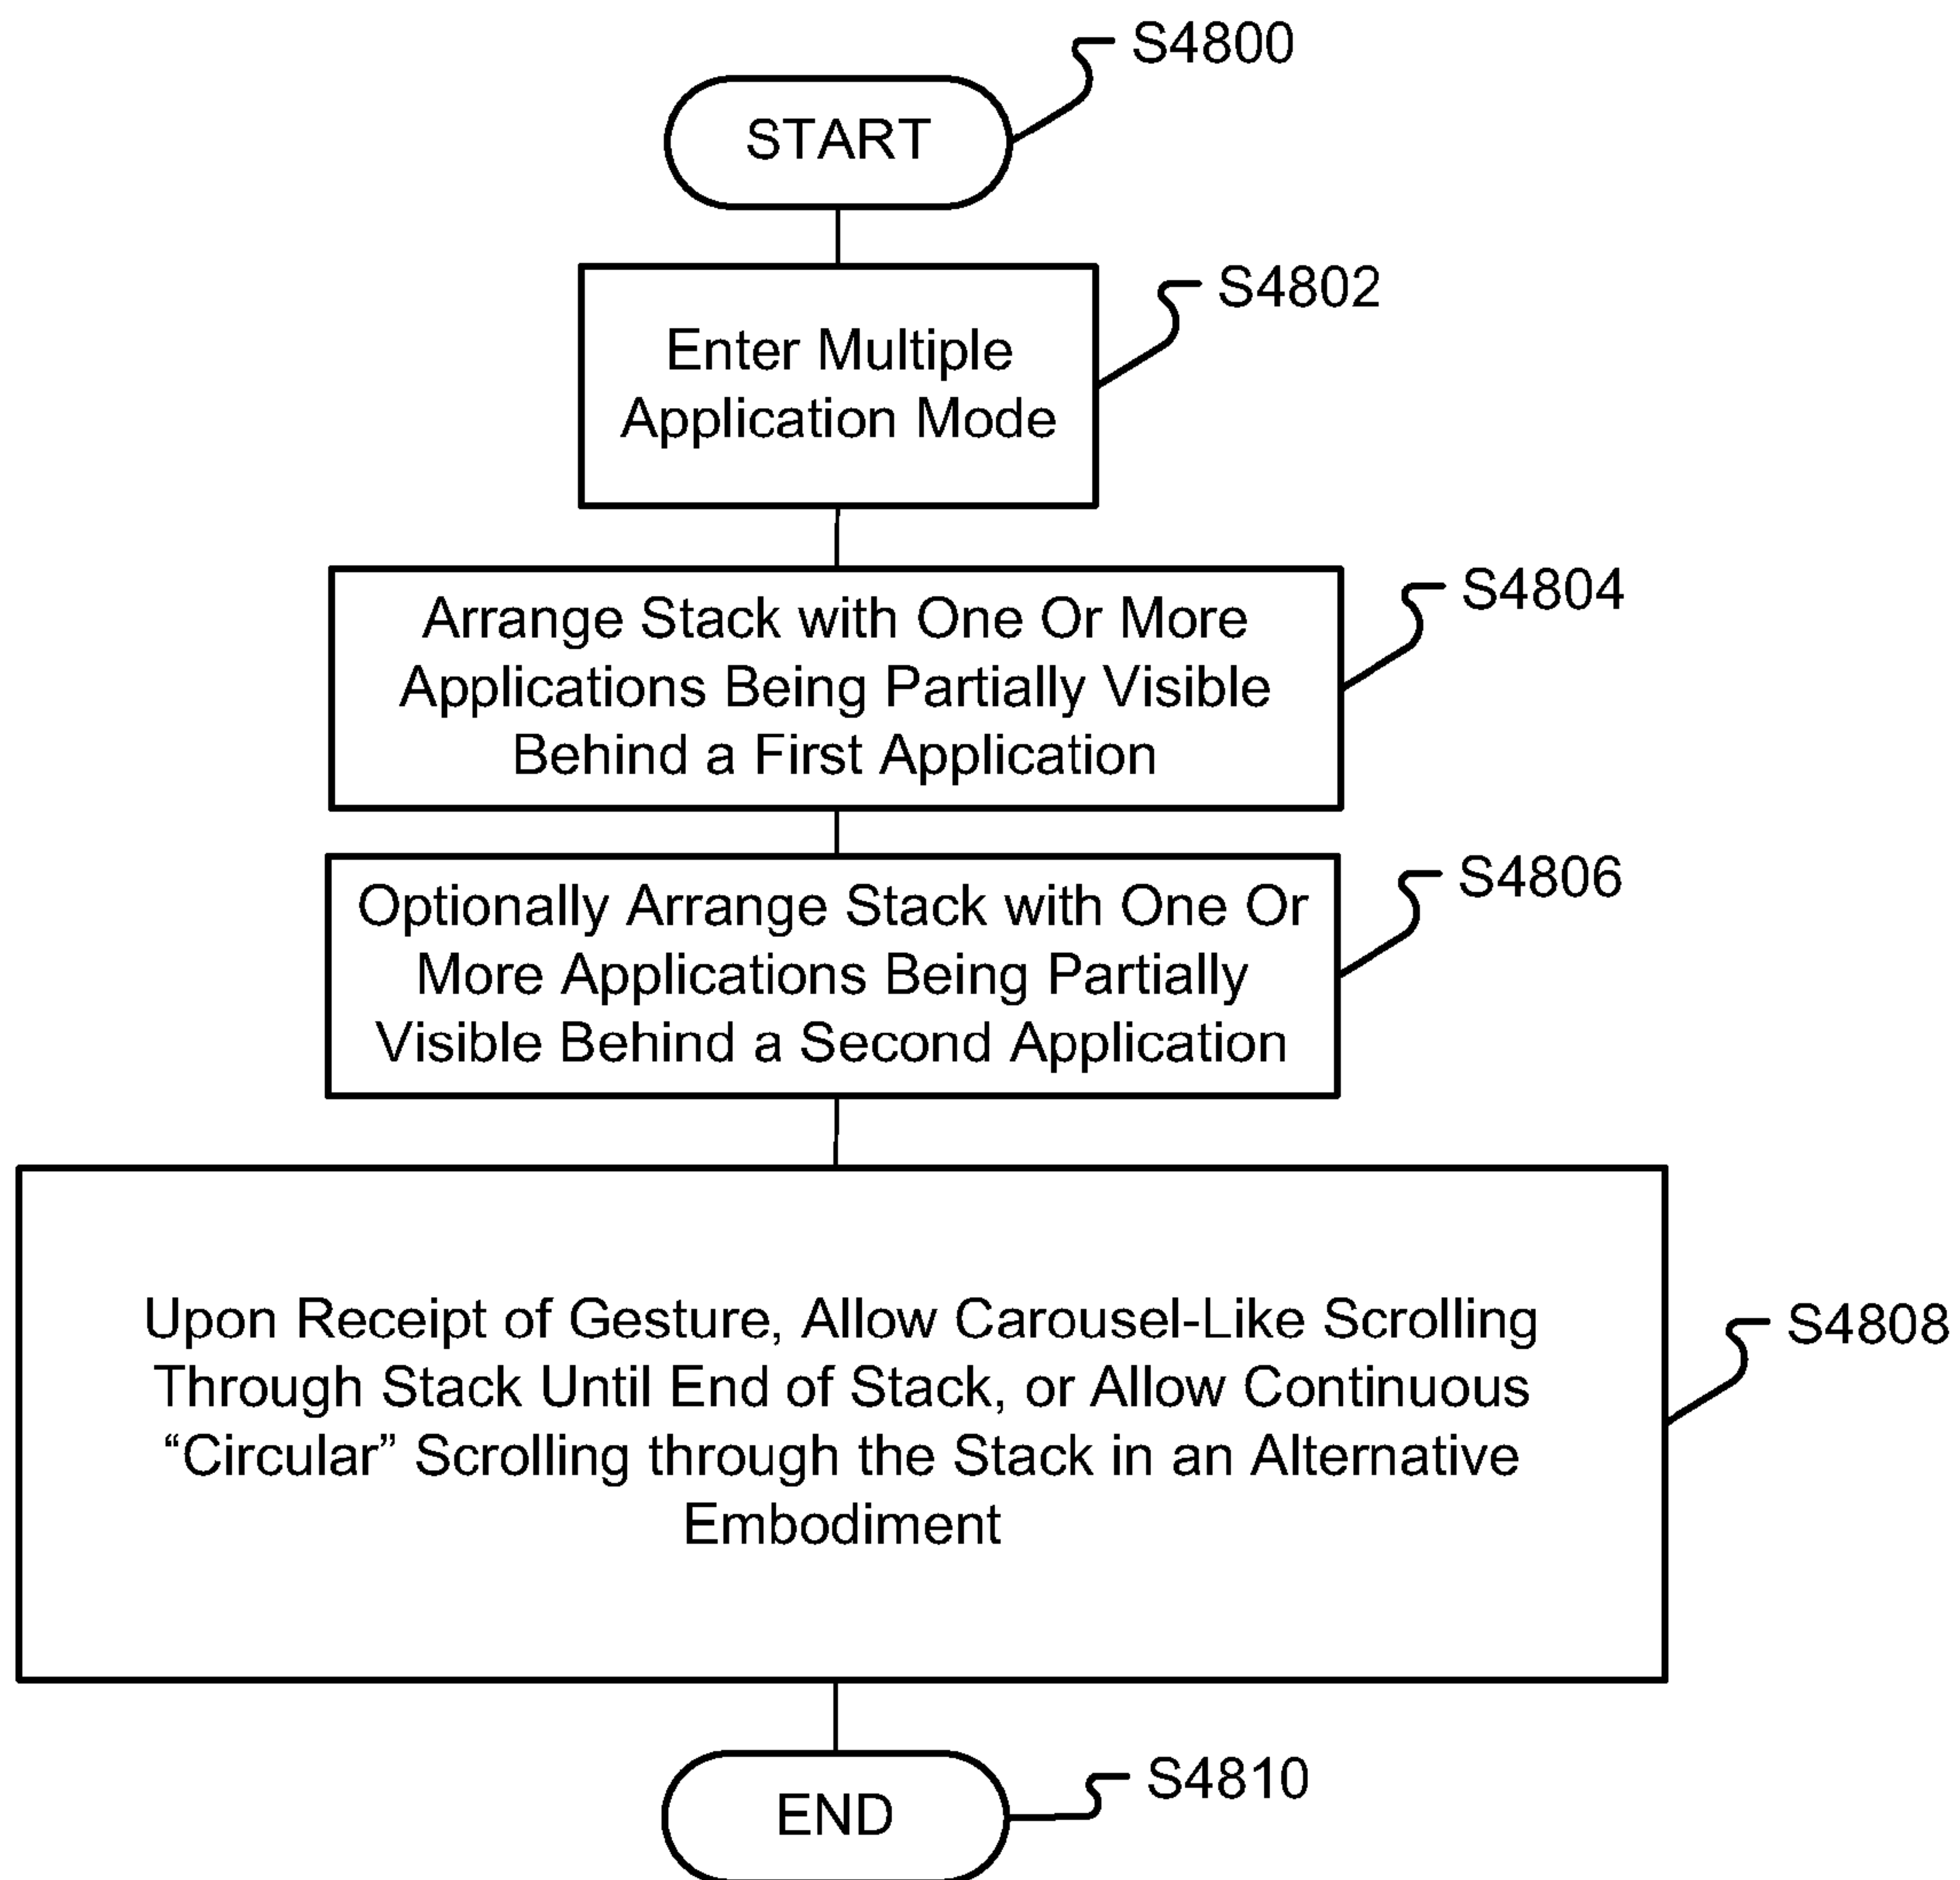 S4800
START
S4802
Enter Multiple
Application Mode
S4804
Arrange Stack with One Or More
Applications Being Partially Visible
Behind a First Application
S4806
Optionally Arrange Stack with One Or
More Applications Being Partially
Visible Behind a Second Application
Upon Receipt of Gesture, Allow Carousel-Like Scrolling
S4808
Through Stack Until End of Stack, or Allow Continuous
“Circular” Scrolling through the Stack in an Alternative
Embodiment
S4810
END